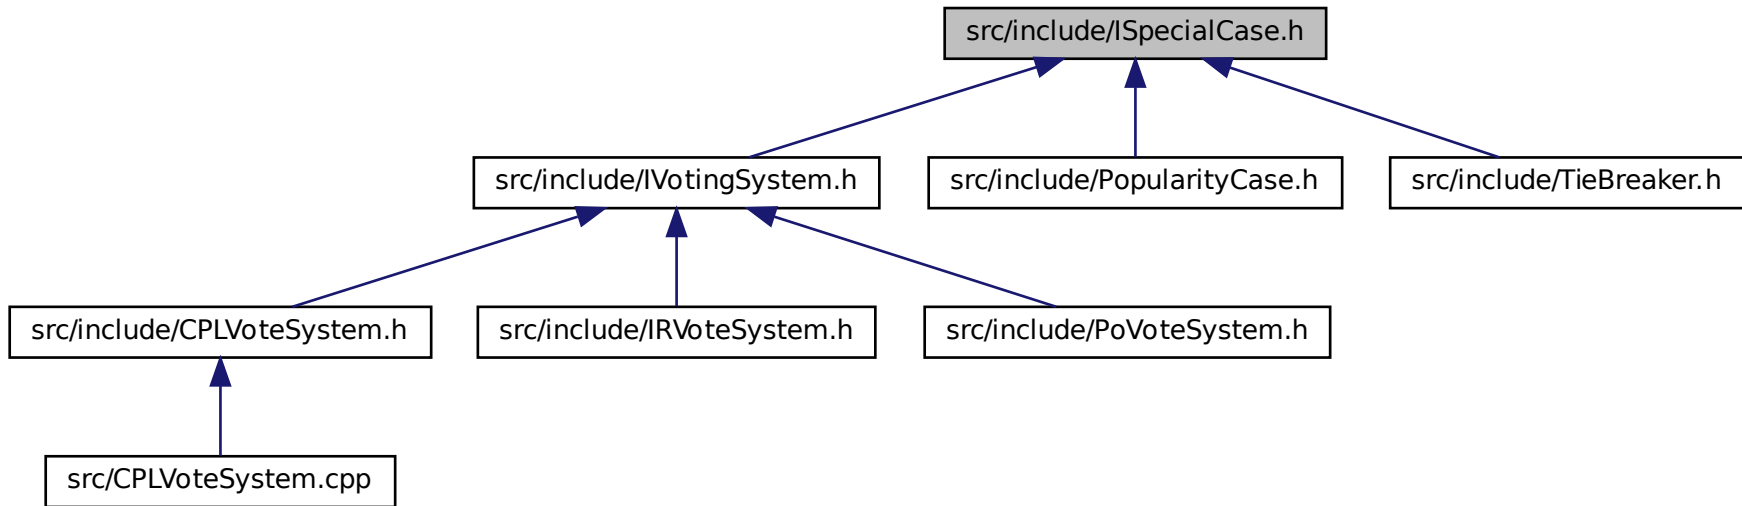 src/include/ISpecialCase.h
src/include/IVotingSystem.h
src/include/PopularityCase.h
src/include/TieBreaker.h
src/include/CPLVoteSystem.h
src/include/IRVoteSystem.h
src/include/PoVoteSystem.h
src/CPLVoteSystem.cpp